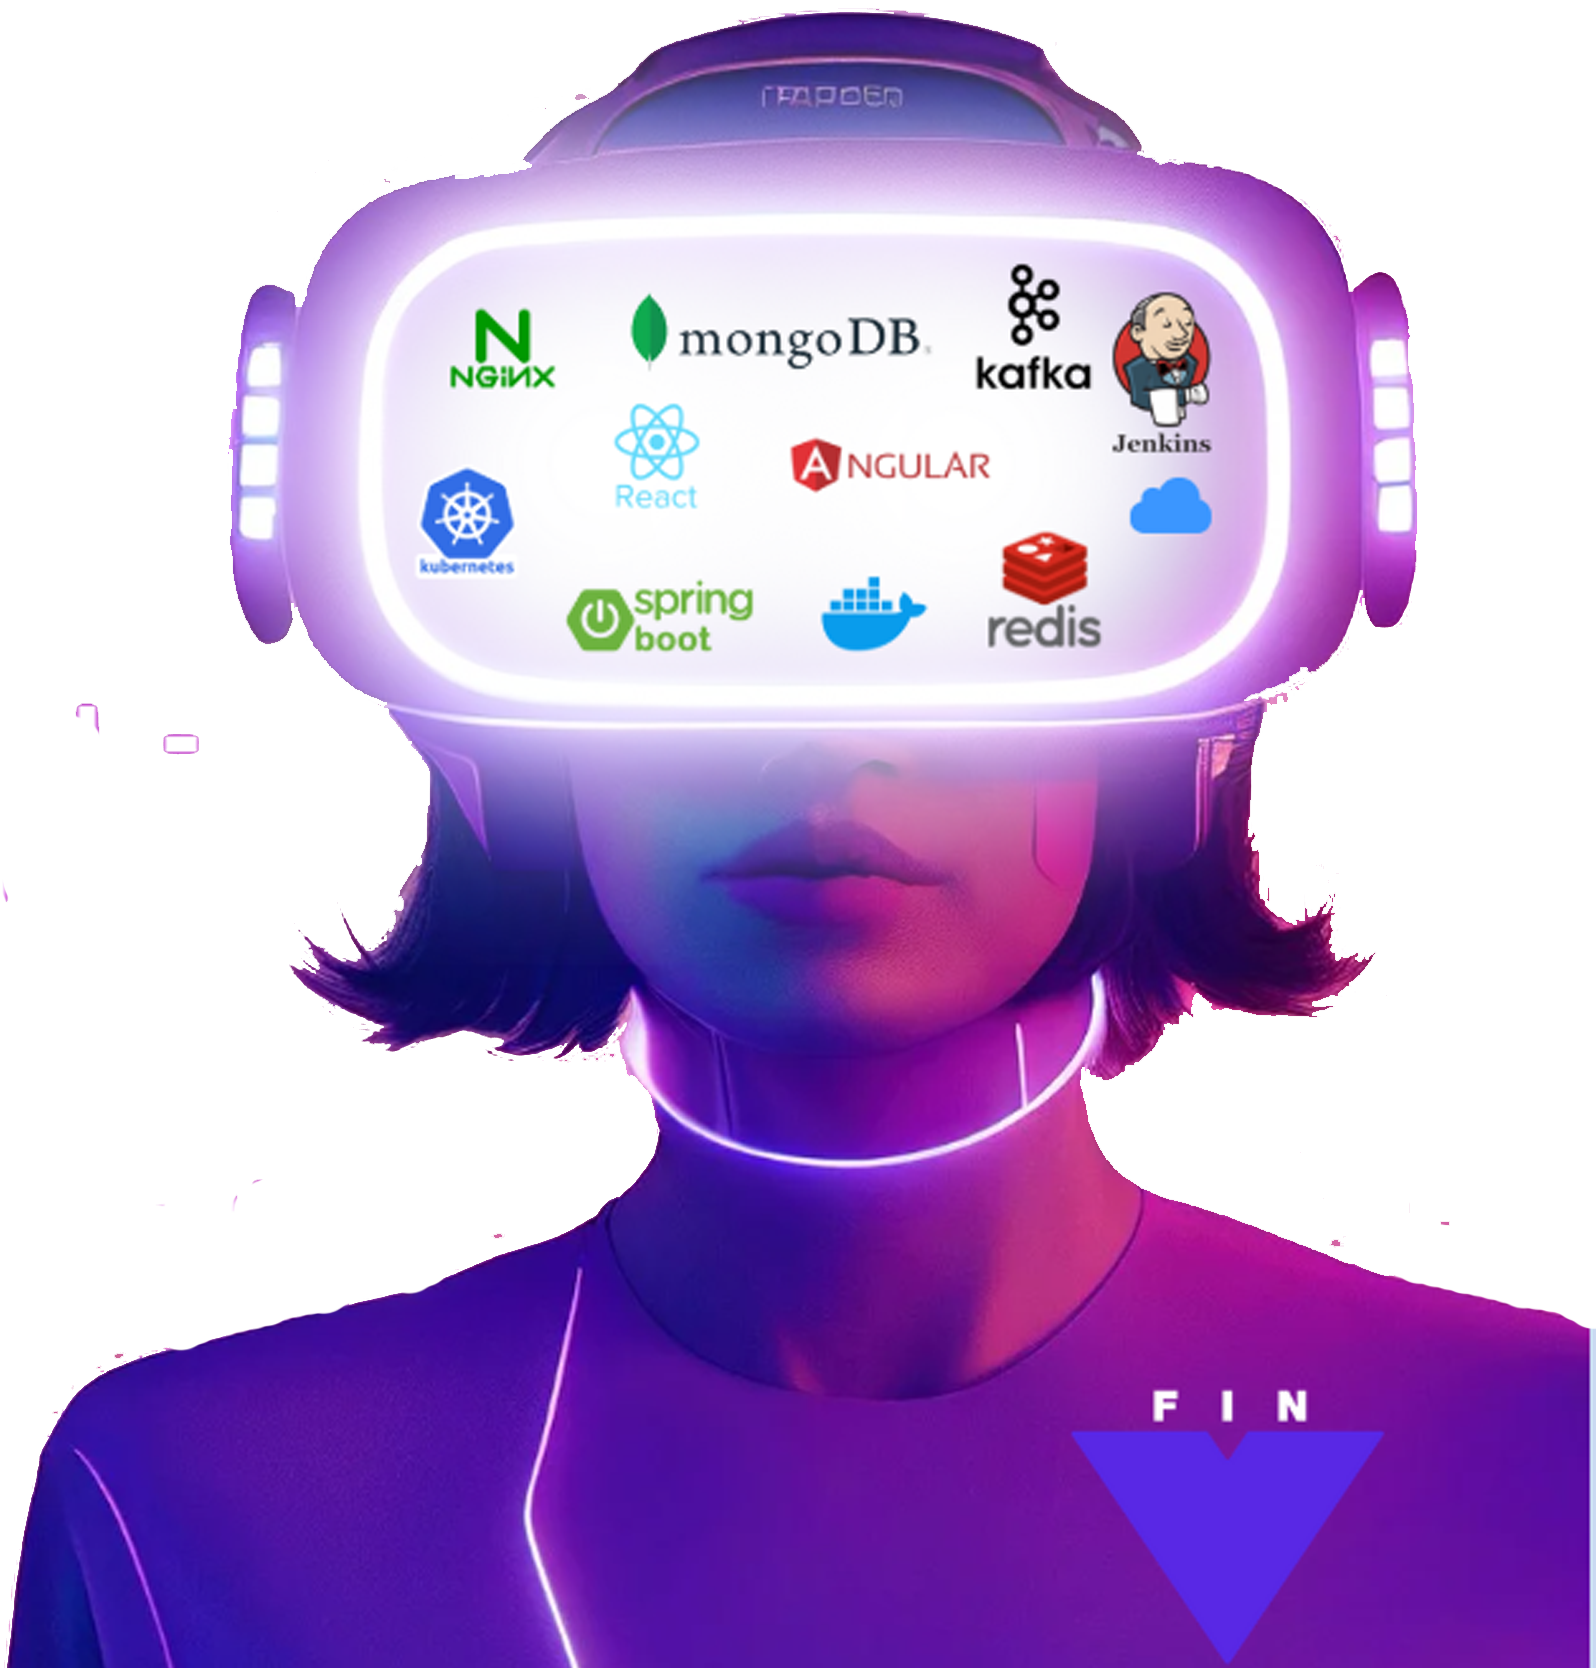 NGiNX
mongoDB
kafka
Jenkins
React
ANGULAR
kubernetes
spring
boot
redis
FIN